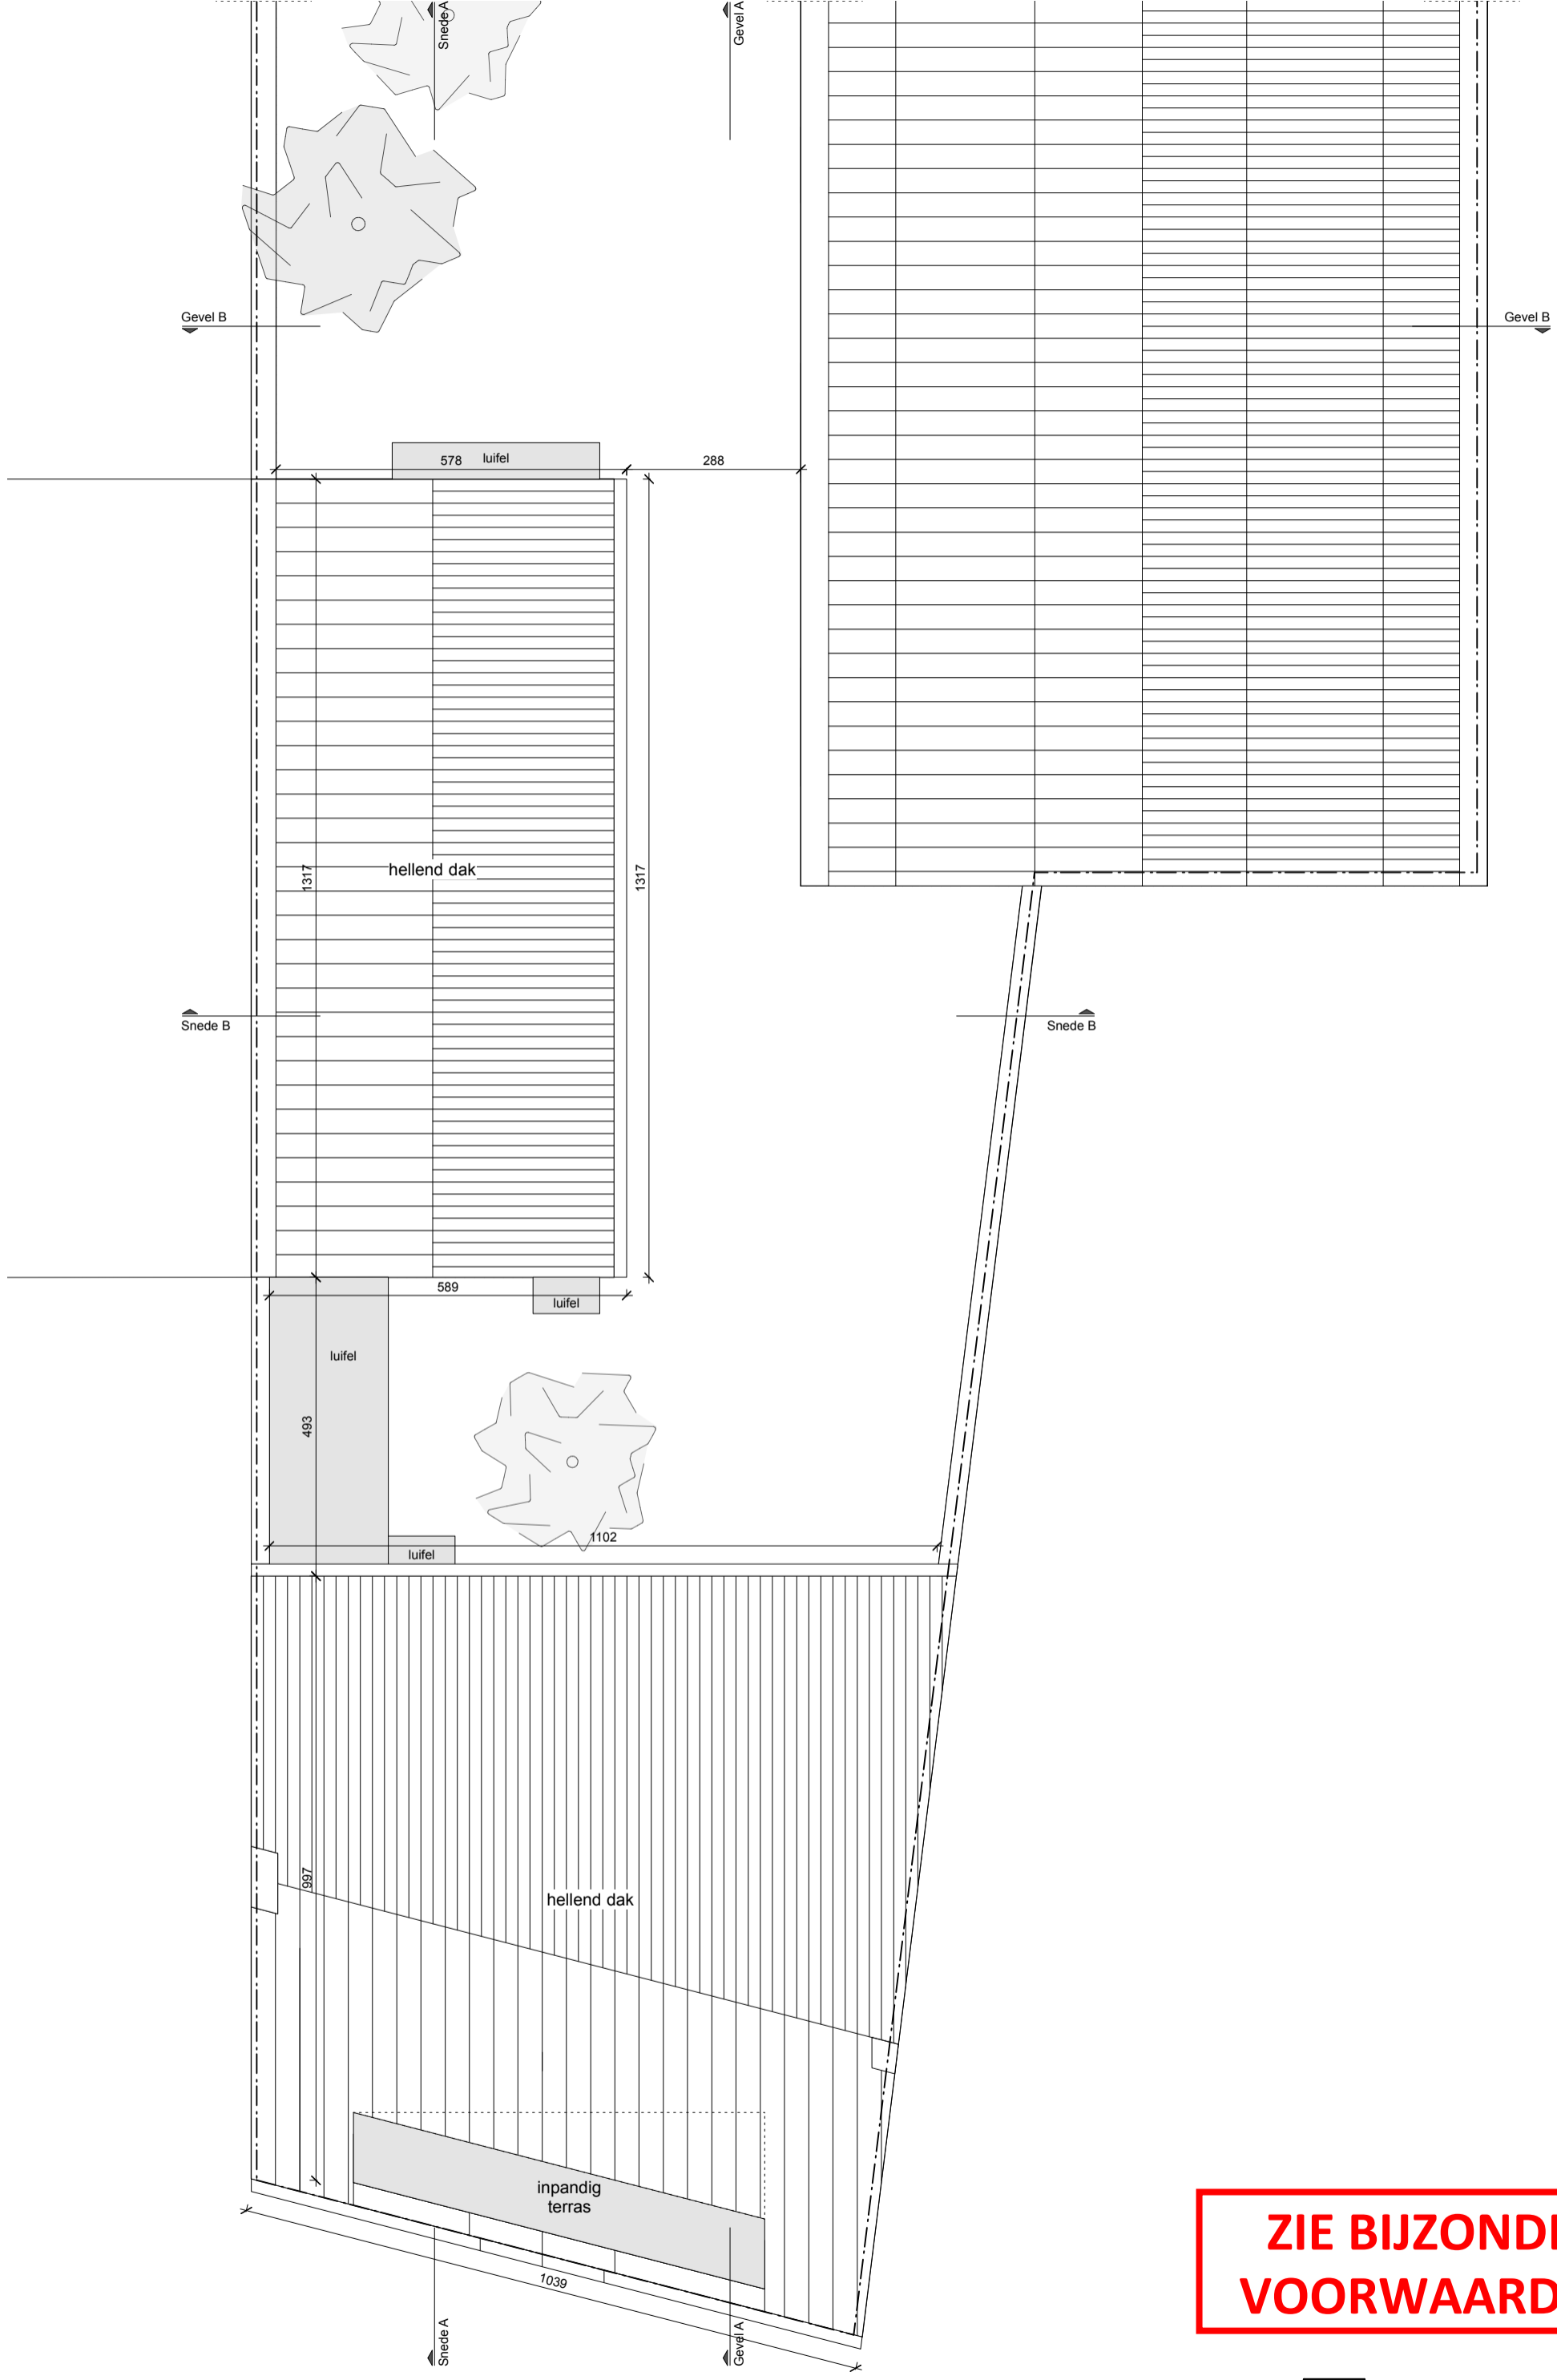 Snede A
Gevel A
Gevel B
Gevel B
578
luifel
288
1317
hellend dak
1317
Snede B
Snede B
589
luifel
luifel
493
1102
luifel
997
hellend dak
inpandig
terras
1039
Snede A
Gevel A
ZIE BIJZOND
VOORWAARD